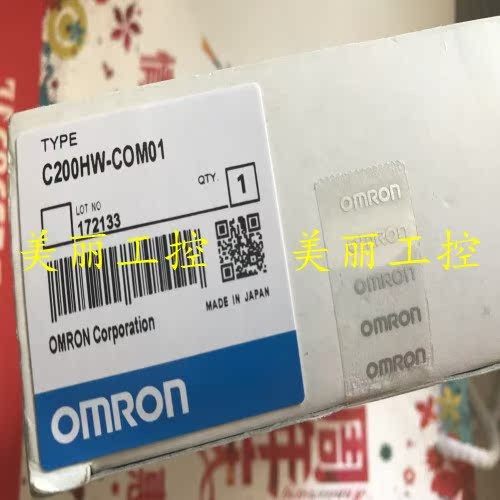 TYPE
C200HW-COM01
LOT NO
172133
QTY.
1
美丽工控
美丽工控
MADE IN JAPAN
OMRON Corporation
OMRON
OMRON
OMRON
OMRON
OMRON
OMRON